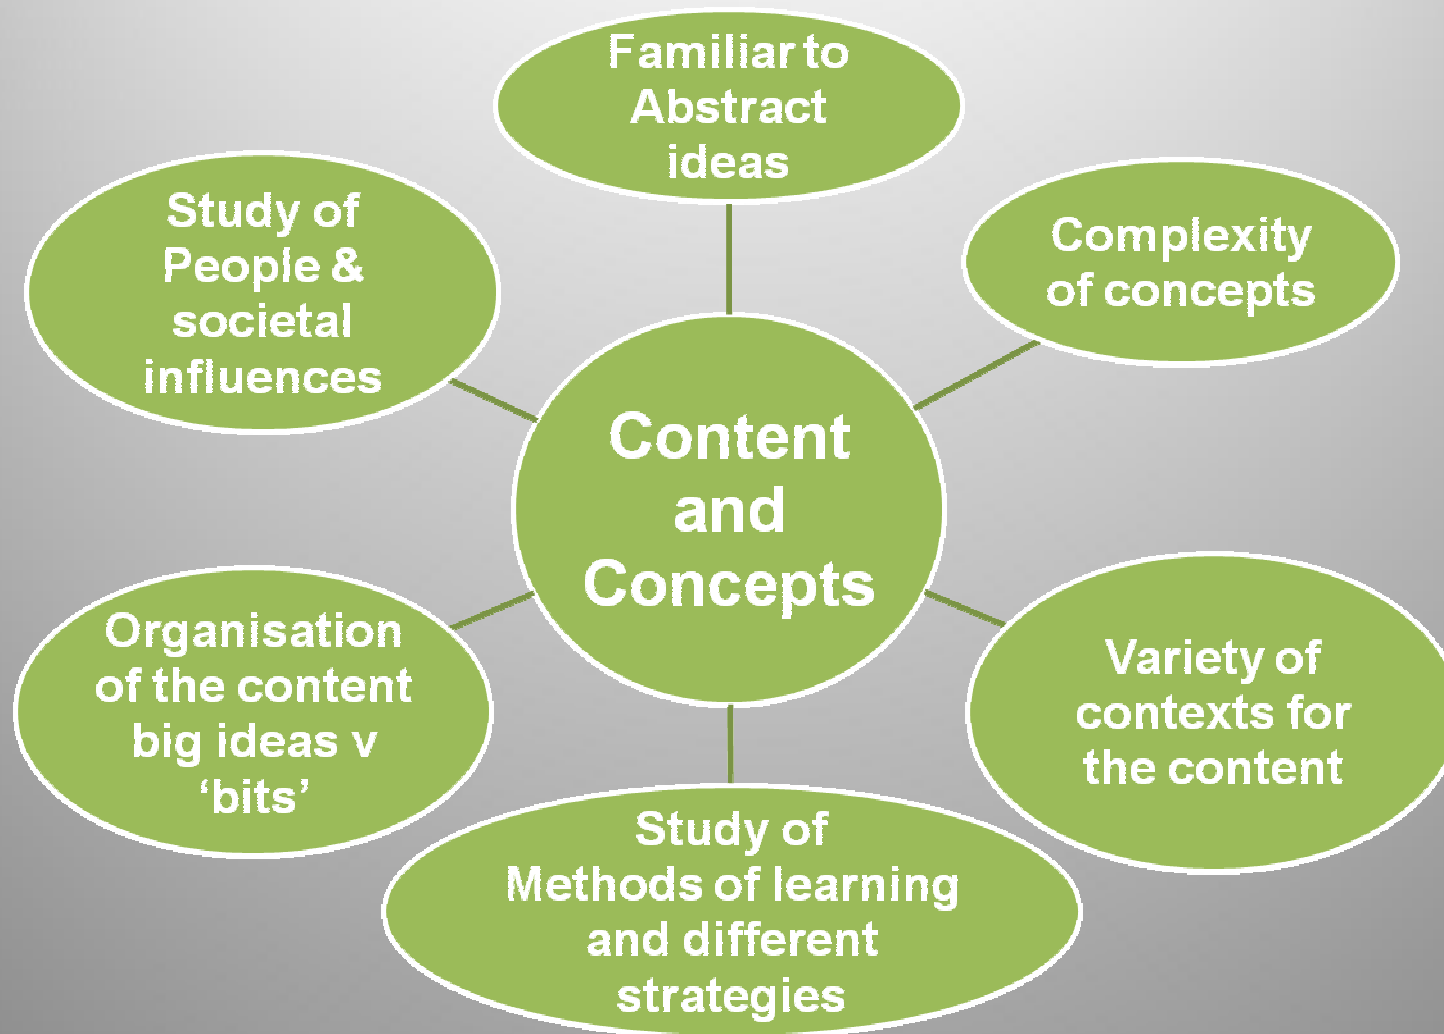 Familiar to
Abstract
ideas
Complexity
of concepts
Variety of
contexts for
the content
Study of
Methods of learning
and different
strategies
Organisation
of the content
big ideas v
‘bits’
Study of
People &
societal
influences
Content
and
Concepts